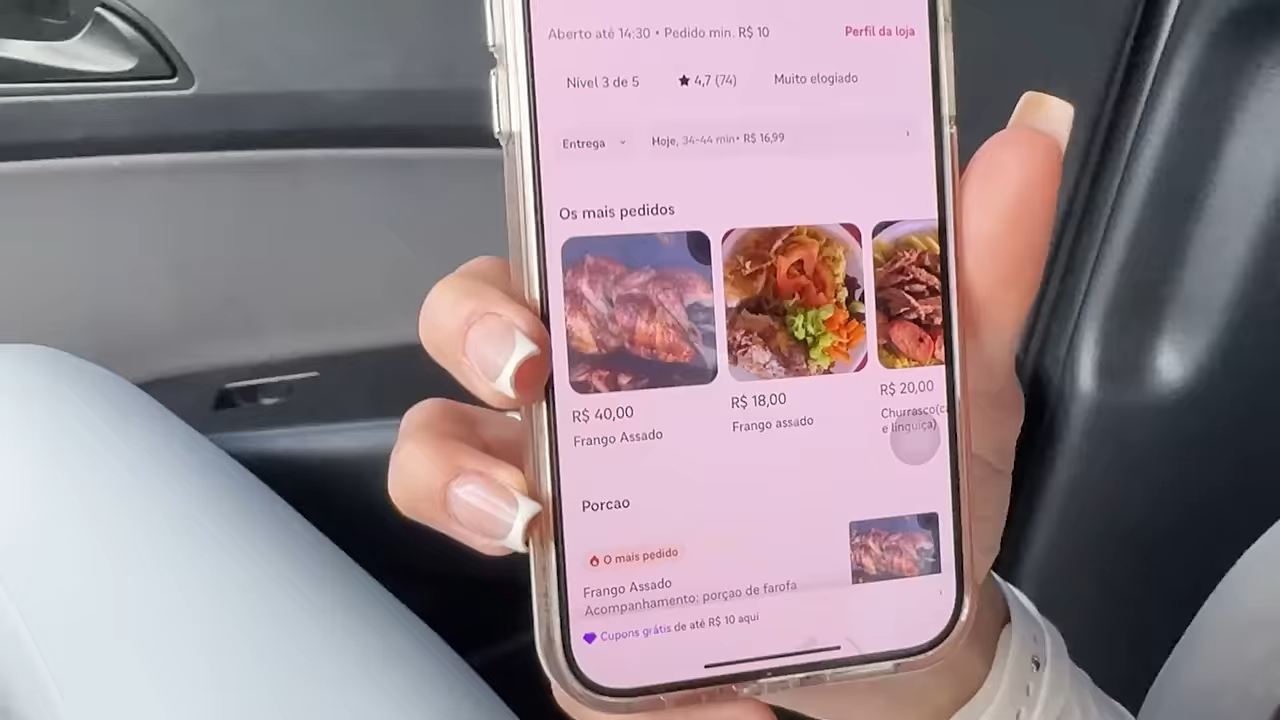 Aberto até 14:30 • Pedido min. R$ 10
Perfil da loja
Nível 3 de 5
4,7 (74)
Muito elogiado
Entrega
Hoje, 34-44 min • R$ 16,99
Os mais pedidos
R$ 40,00
Frango Assado
R$ 18,00
Frango assado
R$ 20,00
Churrasco(c
e linguiça)
Porcao
O mais pedido
Frango Assado
Acompanhamento: porçao de farofa
Cupons grátis de até R$ 10 aqui